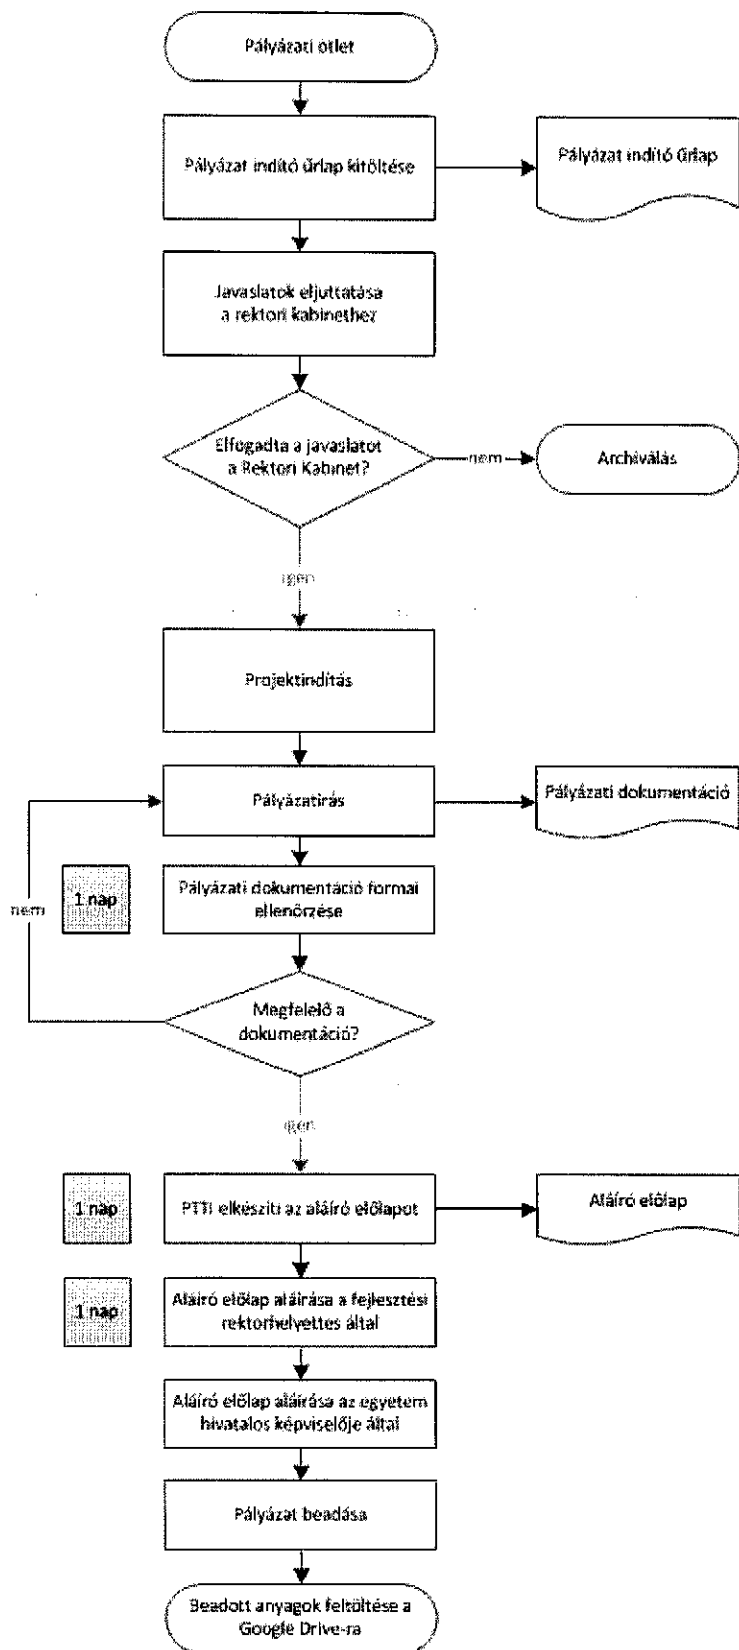 Pályázati ötlet
Pályázat indító űrlap kitöltése
Pályázat indító űrlap
Javaslatok eljuttatása
a rektori kabinethez
Elfogadta a javaslatot
a Rektori Kabinet?
nem
Archiválás
igen
Projektindítás
Pályázatírás
Pályázati dokumentáció
nem
1 nap
Pályázati dokumentáció formai
ellenőrzése
Megfelelő a
dokumentáció?
igen
1 nap
PTTI elkészíti az aláíró előlapot
Aláíró előlap
1 nap
Aláíró előlap aláírása a fejlesztési
rektorhelyettes által
Aláíró előlap aláírása az egyetem
hivatalos képviselője által
Pályázat beadása
Beadott anyagok feltöltése a
Google Drive-ra